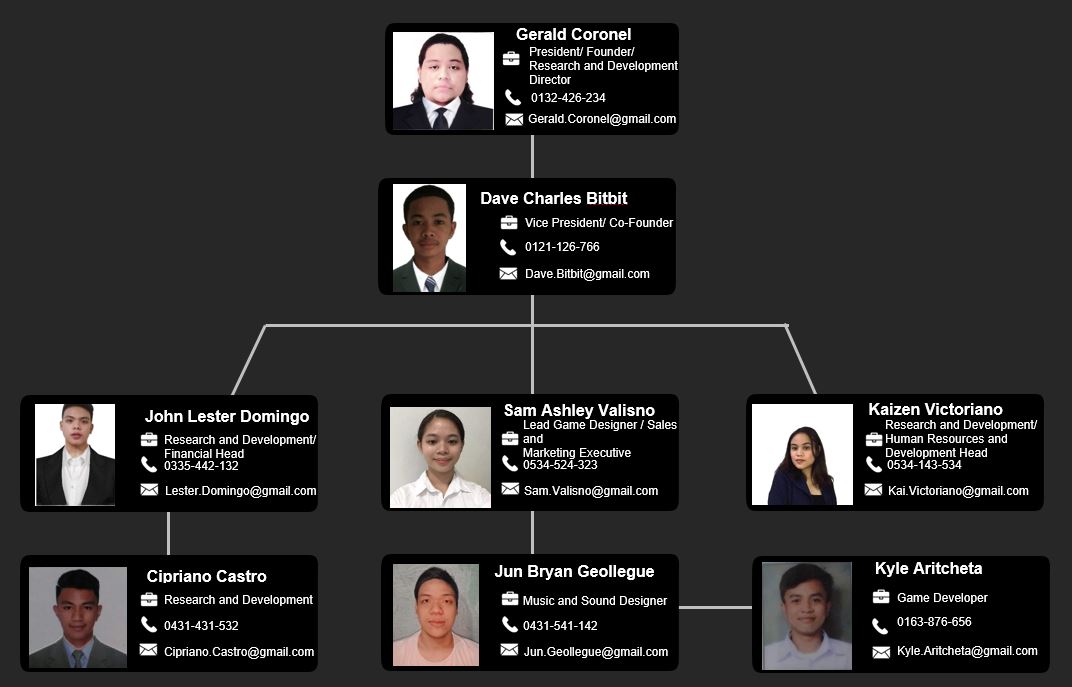 Gerald Coronel
President/ Founder/
Research and Development
Director
0132-426-234
Gerald.Coronel@gmail.com
Dave Charles Bitbit
Vice President/ Co-Founder
0121-126-766
Dave.Bitbit@gmail.com
John Lester Domingo
Research and Development/
Financial Head
0335-442-132
Lester.Domingo@gmail.com
Sam Ashley Valisno
Lead Game Designer / Sales
and
Marketing Executive
0534-524-323
Sam.Valisno@gmail.com
Kaizen Victoriano
Research and Development/
Human Resources and
Development Head
0534-143-534
Kai.Victoriano@gmail.com
Cipriano Castro
Research and Development
0431-431-532
Cipriano.Castro@gmail.com
Jun Bryan Geollegue
Music and Sound Designer
0431-541-142
Jun.Geollegue@gmail.com
Kyle Aritcheta
Game Developer
0163-876-656
Kyle.Aritcheta@gmail.com